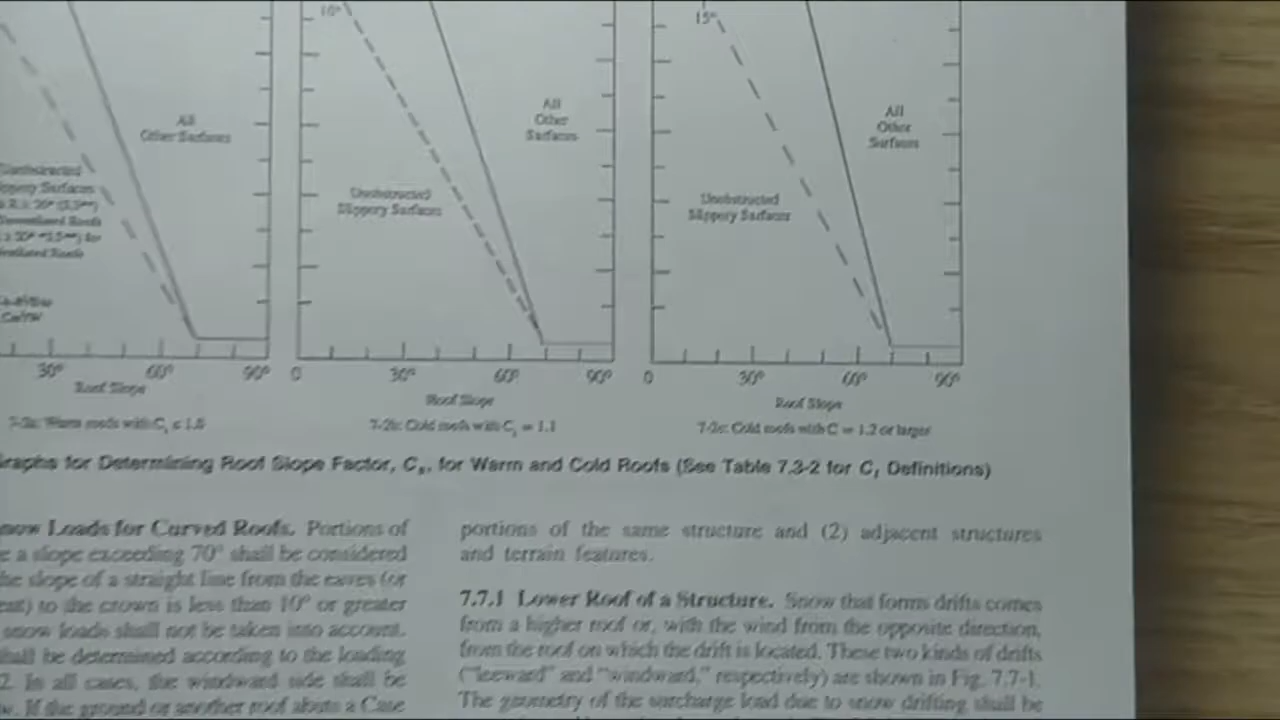 10°
15°
All
Other Surfaces
All
Other
Surfaces
All
Other
Surfaces
Unobstructed
Slippery Surfaces
Unobstructed
Slippery Surfaces
30° 60° 90°
Roof Slope
0 30° 60° 90°
Roof Slope
0 30° 60° 90°
Roof Slope
7-2a: Warm roofs with C
7-2b: Cold roofs with Ct = 1.1
7-2c: Cold roofs with C = 1.2 or larger
Graphs for Determining Roof Slope Factor, Cs, for Warm and Cold Roofs (See Table 7.3-2 for Ct Definitions)
Loads for Curved Roofs. Portions of
e a slope exceeding 70° shall be considered
slope of a straight line from the eaves (or
to the crown is less than 10° or greater
snow loads shall not be taken into account.
shall be determined according to the loading
2. In all cases, the windward side shall be
w. If the ground or another roof abuts a Case
portions of the same structure and (2) adjacent structures
and terrain features.
7.7.1 Lower Roof of a Structure. Snow that forms drifts comes
from a higher roof or, with the wind from the opposite direction,
from the roof on which the drift is located. These two kinds of drifts
("leeward" and "windward," respectively) are shown in Fig. 7.7-1.
The geometry of the surcharge load due to snow drifting shall be